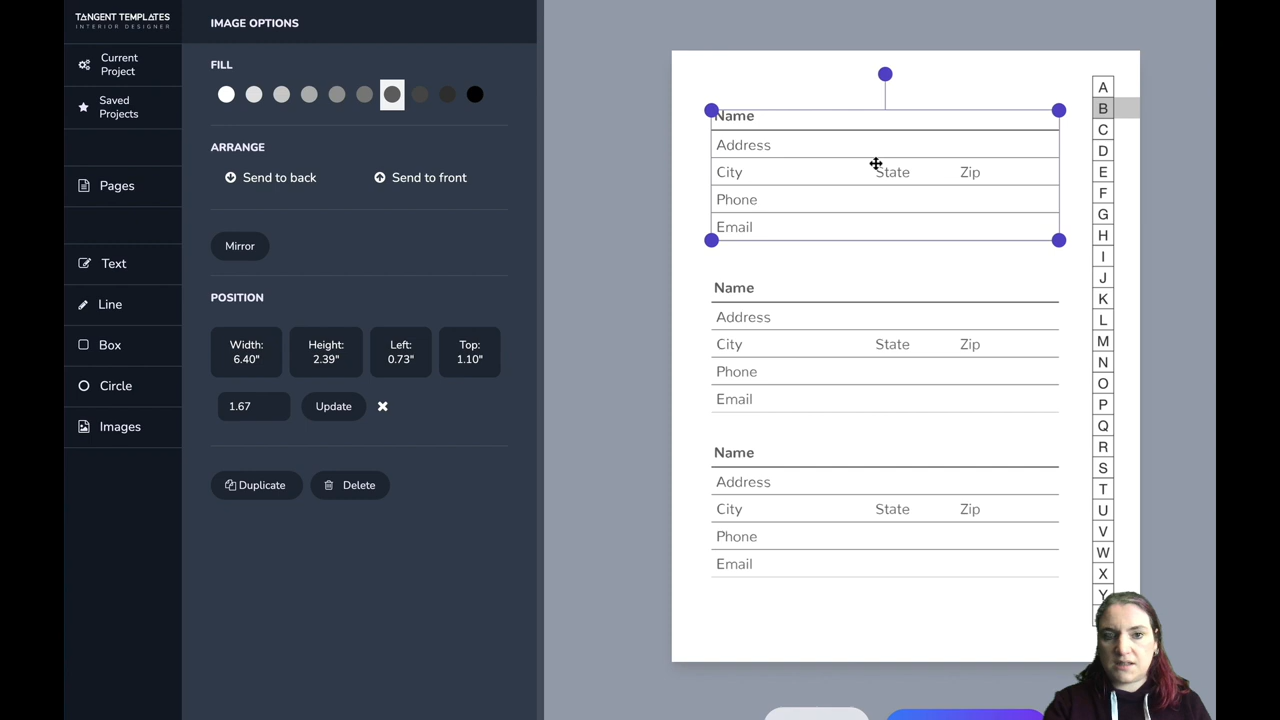 TANGENT TEMPLATES
INTERIOR DESIGNER
Current
Project
Saved
Projects
Pages
Text
Line
Box
Circle
Images
IMAGE OPTIONS
FILL
ARRANGE
Send to back
Send to front
Mirror
POSITION
Width:
6.40"
Height:
2.39"
Left:
0.73"
Top:
1.10"
1.67
Update
Duplicate
Delete
Name
Address
City State Zip
Phone
Email
Name
Address
City State Zip
Phone
Email
Name
Address
City State Zip
Phone
Email
A
B
C
D
E
F
G
H
I
J
K
L
M
N
O
P
Q
R
S
T
U
V
W
X
Y